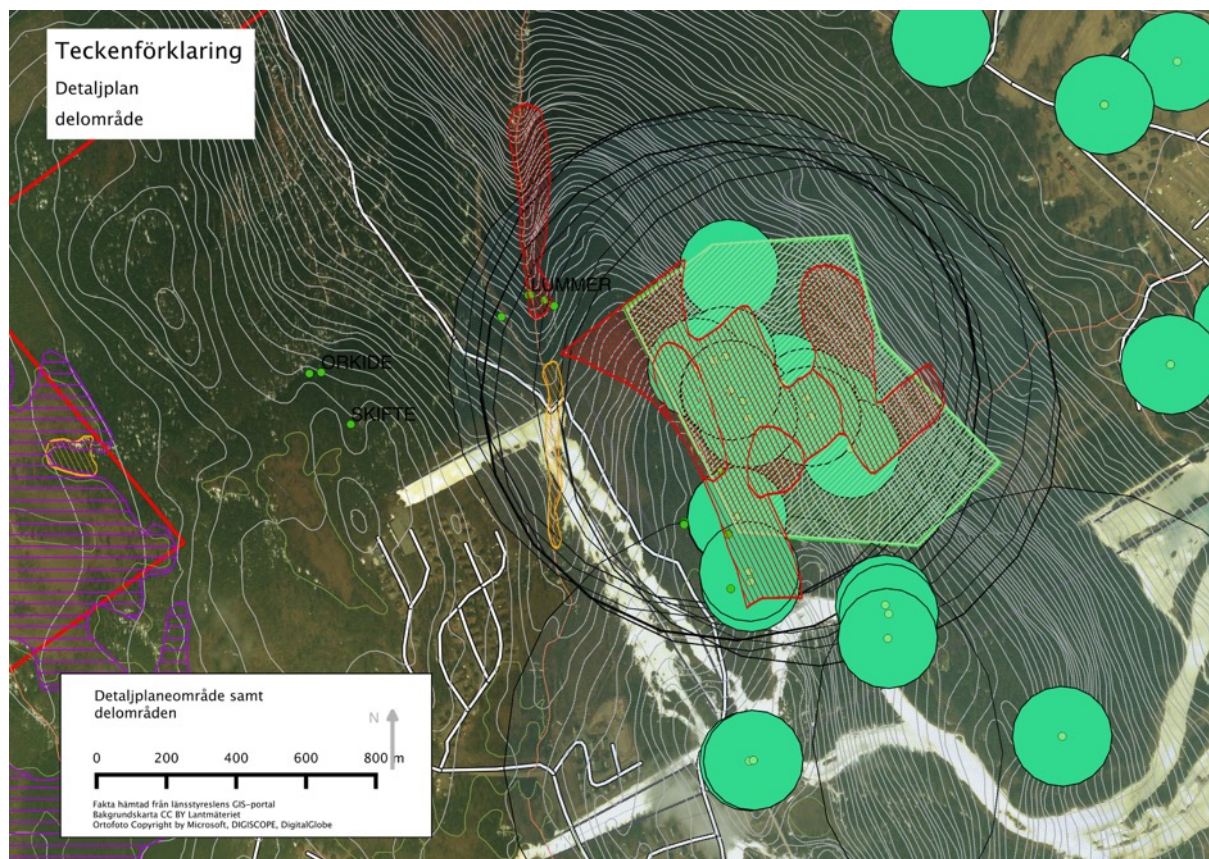 Teckenförklaring
Detaljplan
delområde
LUMMER
ORKIDE
SKIFTE
Detaljplaneområde samt
delområden
N
0 200 400 600 800 m
Fakta hämtad från länsstyreslens GIS-portal
Bakgrundskarta CC BY Lantmäteriet
Ortofoto Copyright by Microsoft, DIGISCOPE, DigitalGlobe